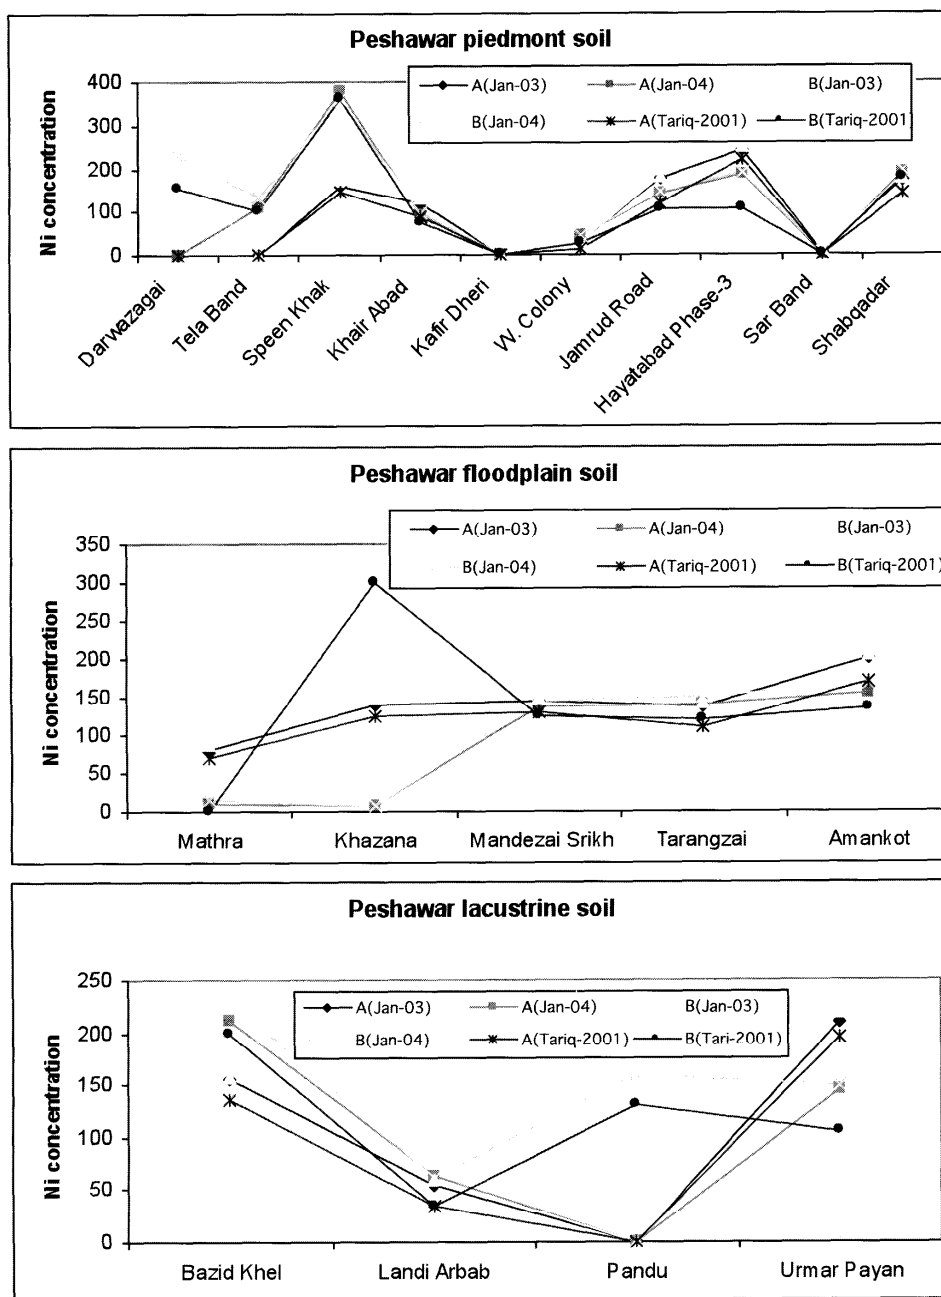 Peshawar piedmont soil
A(Jan-03) A(Jan-04) B(Jan-03)
B(Jan-04) A(Tariq-2001) B(Tariq-2001
Ni concentration
400
300
200
100
0
Darwazagai
Tela Band
Speen Khak
Khair Abad
Kafir Dheri
W. Colony
Jamrud Road
Hayatabad Phase-3
Sar Band
Shabqadar
Peshawar floodplain soil
A(Jan-03) A(Jan-04) B(Jan-03)
B(Jan-04) A(Tariq-2001) B(Tariq-2001)
Ni concentration
350
300
250
200
150
100
50
0
Mathra Khazana Mandezai Srikh Tarangzai Amankot
Peshawar lacustrine soil
A(Jan-03) A(Jan-04) B(Jan-03)
B(Jan-04) A(Tariq-2001) B(Tari-2001)
Ni concentration
250
200
150
100
50
0
Bazid Khel Landi Arbab Pandu Urmar Payan